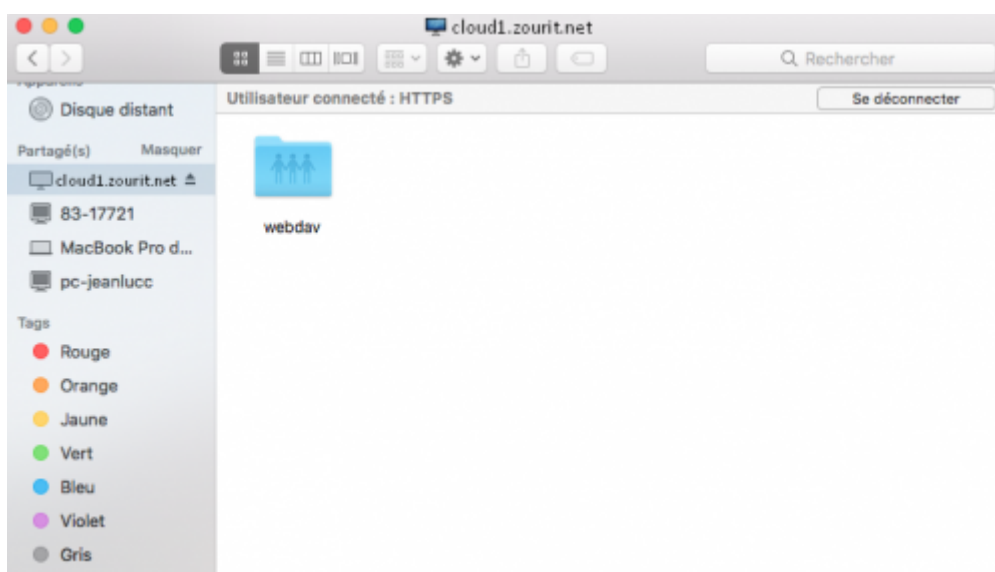 cloud1.zourit.net
Rechercher
Utilisateur connecté : HTTPS
Se déconnecter
Disque distant
Partagé(s) Masquer
cloud1.zourit.net
83-17721
MacBook Pro d...
pc-jeanlucc
Tags
Rouge
Orange
Jaune
Vert
Bleu
Violet
Gris
webdav